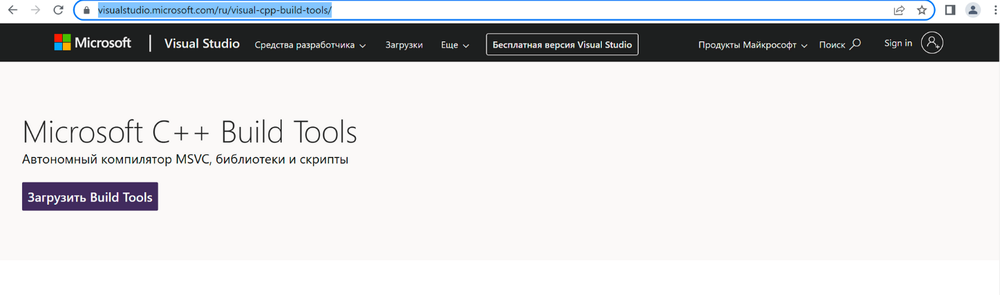 visualstudio.microsoft.com/ru/visual-cpp-build-tools/
Microsoft | Visual Studio Средства разработчика Загрузки Еще Бесплатная версия Visual Studio Продукты Майкрософт Поиск Sign in
Microsoft C++ Build Tools
Автономный компилятор MSVC, библиотеки и скрипты
Загрузить Build Tools